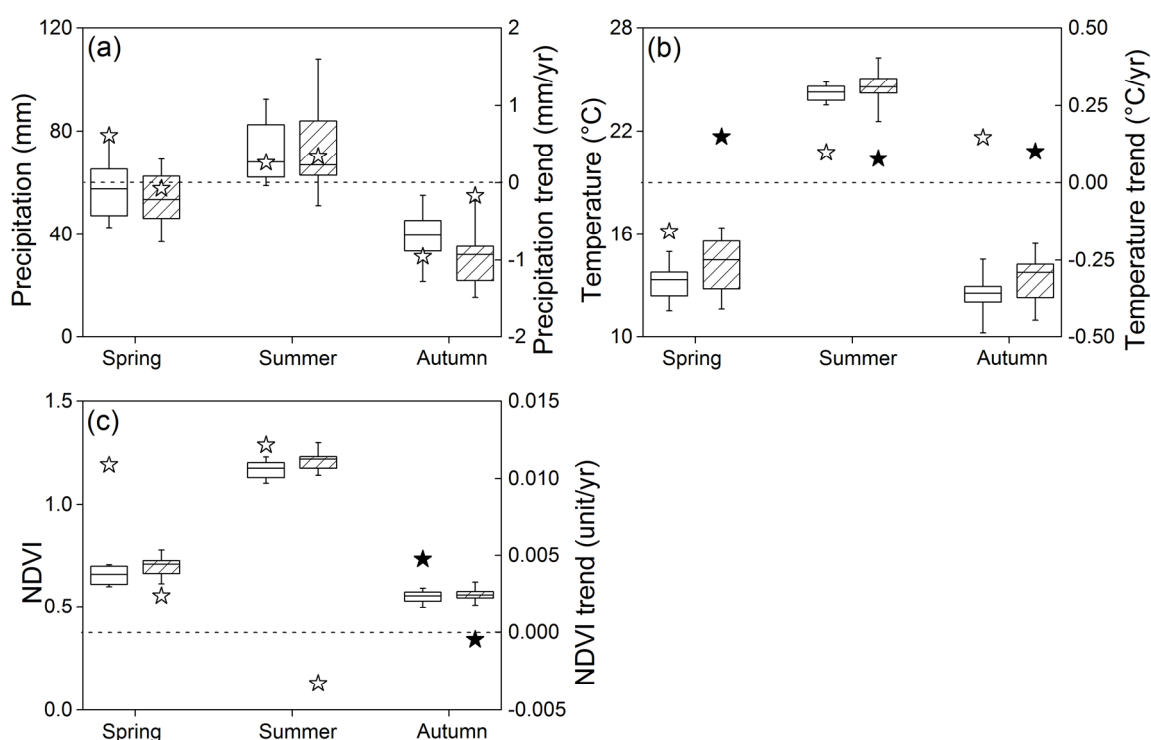 (a)
Precipitation (mm)
120
80
40
0
Spring
Summer
Autumn
2
1
0
-1
-2
Precipitation trend (mm/yr)
(b)
Temperature (°C)
28
22
16
10
Spring
Summer
Autumn
0.50
0.25
0.00
-0.25
-0.50
Temperature trend (°C/yr)
(c)
NDVI
1.5
1.0
0.5
0.0
Spring
Summer
Autumn
0.015
0.010
0.005
0.000
-0.005
NDVI trend (unit/yr)